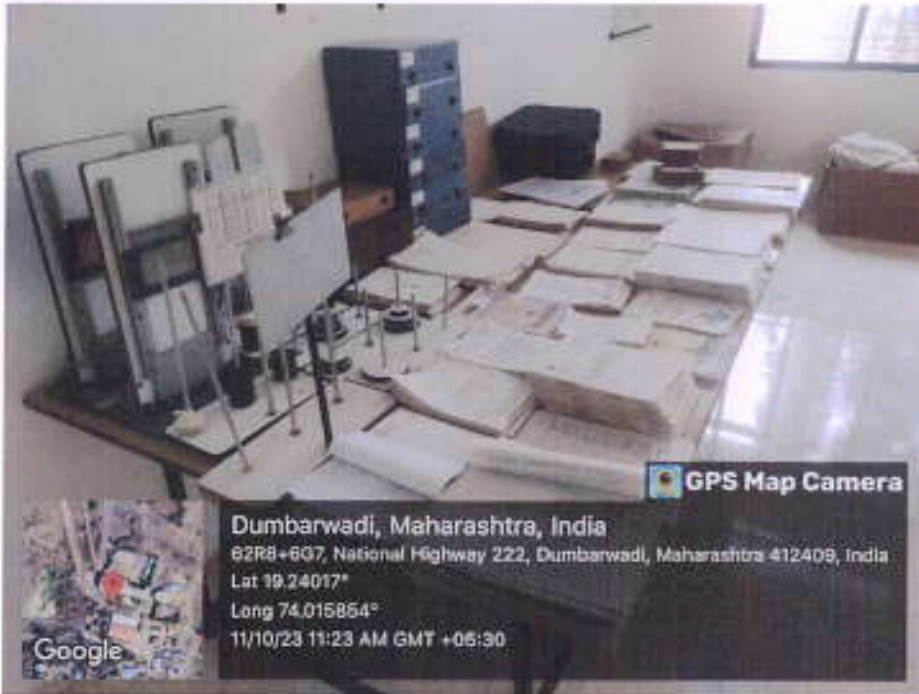 GPS Map Camera
Dumbarwadi, Maharashtra, India
62R8+6G7, National Highway 222, Dumbarwadi, Maharashtra 412409, India
Lat 19.24017°
Long 74.015854°
11/10/23 11:23 AM GMT +05:30
Google